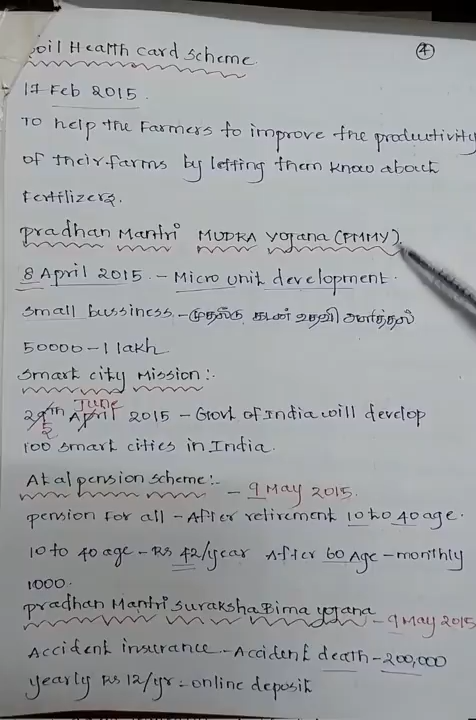 ④
Soil Health Card Scheme
17 Feb 2015
To help the Farmers to improve the productivity
of their farms by letting them know about
Fertilizers.
pradhan Mantri MUDRA Yojana (PMMY).
8 April 2015. - Micro unit development.
small bussiness - கடன் உதவி அளித்தல்
50000 - 1 lakh
smart city Mission:-
June
2015 - Govt of India will develop
100 smart cities in India.
Atal pension scheme:- - 9 May 2015.
pension for all - After retirement 10 to 40 age.
10 to 40 age - Rs 42/year After 60 Age - monthly
1000.
pradhan Mantri Suraksha Bima yojana - 9 May 2015
Accident insurance - Accident death - 200,000
yearly Rs 12/yr - online deposit